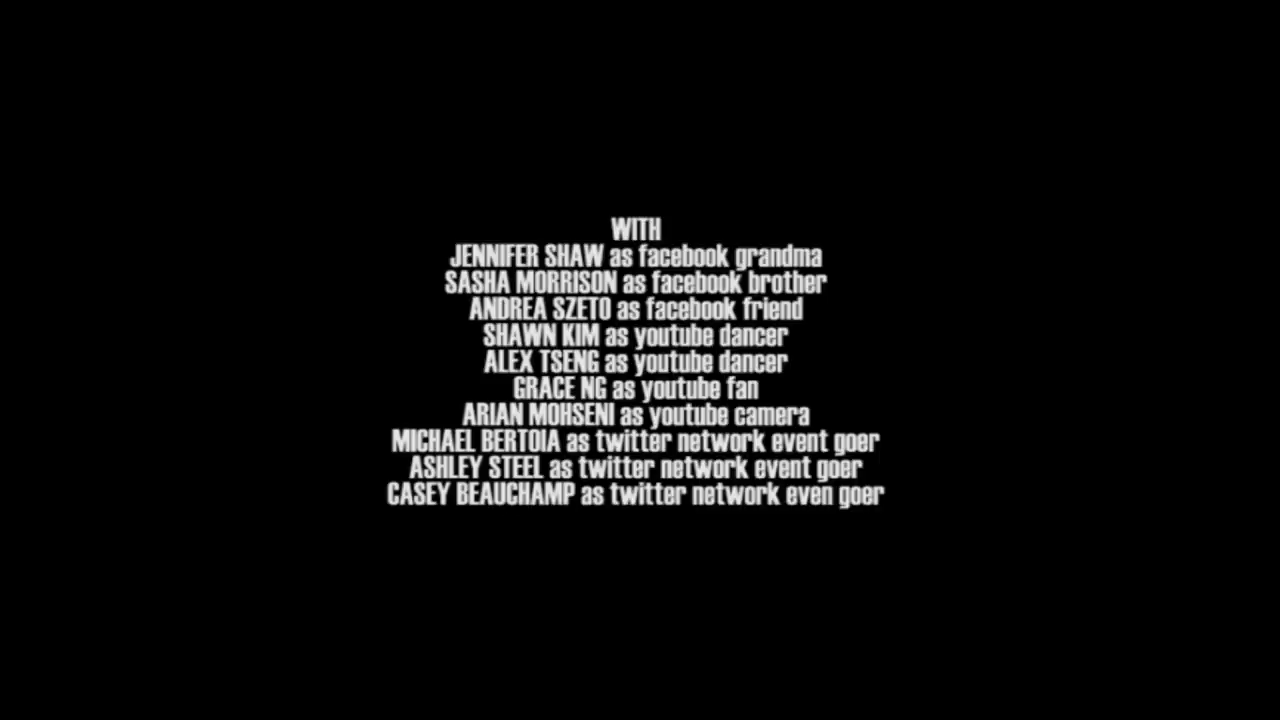 WITH
JENNIFER SHAW as facebook grandma
SASHA MORRISON as facebook brother
ANDREA SZETO as facebook friend
SHAWN KIM as youtube dancer
ALEX TSENG as youtube dancer
GRACE NG as youtube fan
ARIAN MOHSENI as youtube camera
MICHAEL BERTOIA as twitter network event goer
ASHLEY STEEL as twitter network event goer
CASEY BEAUCHAMP as twitter network even goer